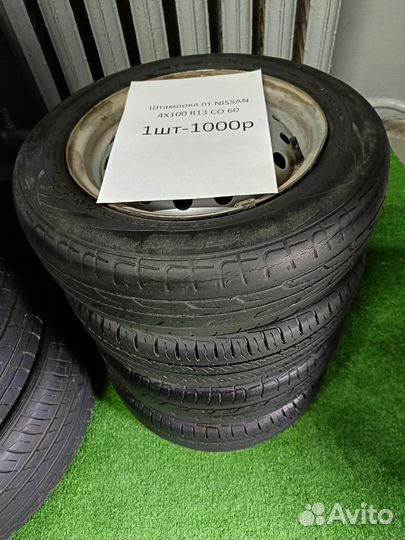 Штамповка от NISSAN
4X100 R13 CO 60
1шт-1000р
Avito